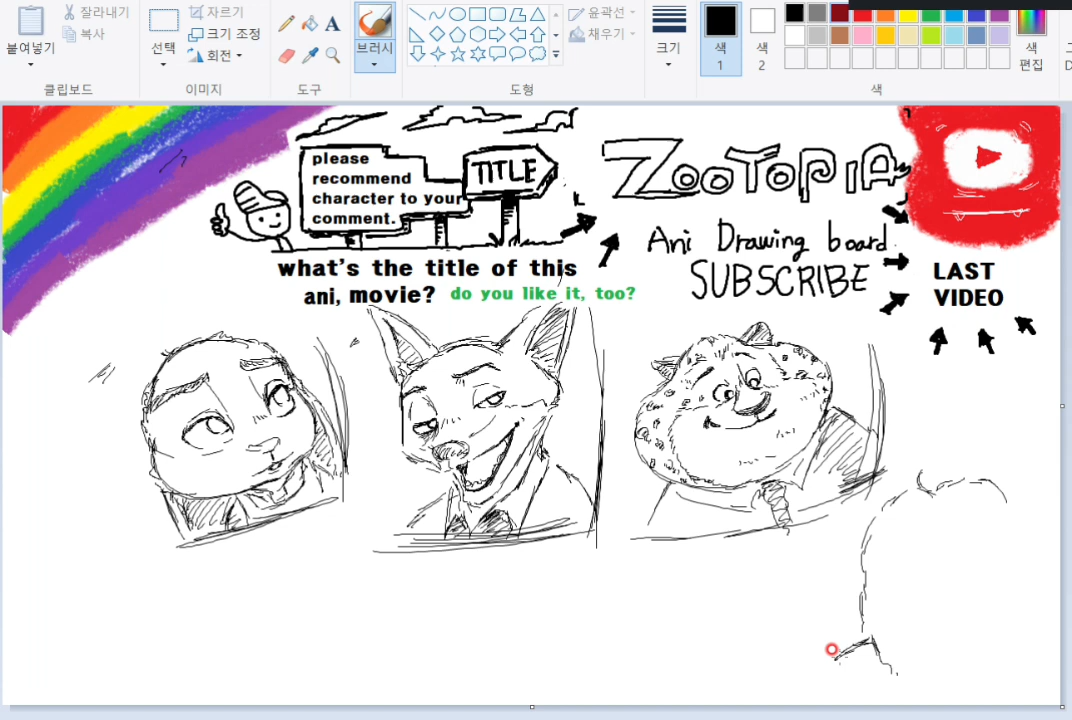 잘라내기
자르기
윤곽선
복사
크기 조정
채우기
붙여넣기
선택
회전
A
브러시
크기
색
1
색
2
색
편집
클립보드
이미지
도구
도형
색
please
recommend
character to your
comment.
TITLE
ZOOTOPIA
Ani Drawing board.
SUBSCRIBE
what's the title of this
ani, movie? do you like it, too?
LAST
VIDEO